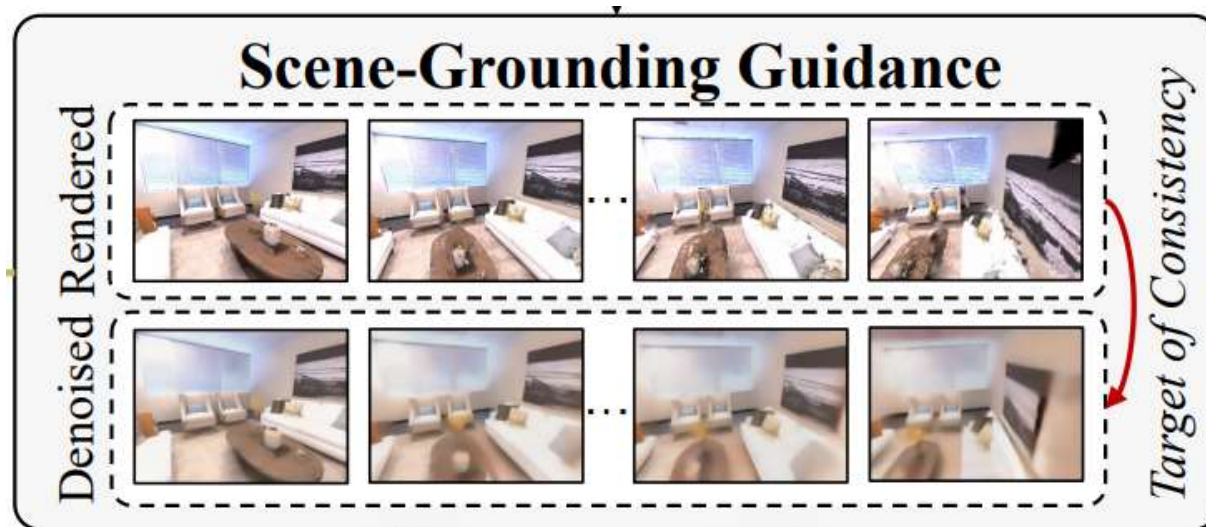 Scene-Grounding Guidance
Rendered
Denoised
Target of Consistency